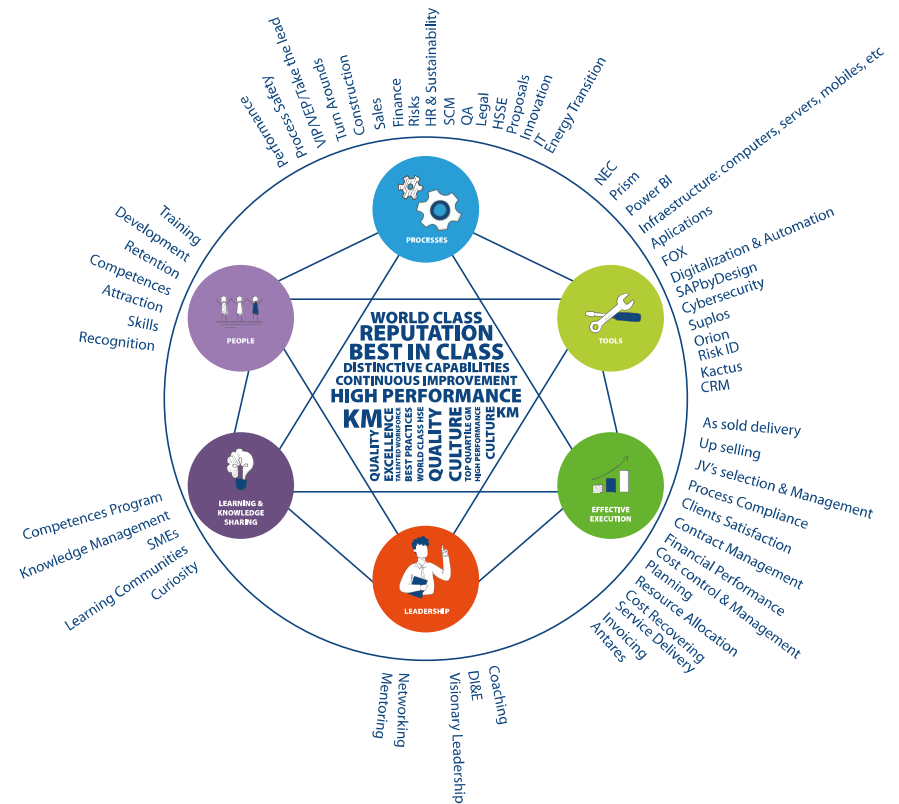 Performance
Process Safety
VIP/VEP/Take the lead
Turn Arounds
Construction
Sales
Finance
Risks
HR & Sustainability
SCM
QA
Legal
HSSE
Proposals
Innovation
IT
Energy Transition
NEC
Prism
Power BI
Infraestructure: computers, servers, mobiles, etc
Aplications
FOX
Digitalization & Automation
SAPbyDesign
Cybersecurity
Suplos
Orion
Risk ID
Kactus
CRM
As sold delivery
Up selling
JV's selection & Management
Process Compliance
Clients Satisfaction
Contract Management
Financial Performance
Cost control & Management
Planning
Resource Allocation
Cost Recovering
Service Delivery
Invoicing
Antares
Coaching
DI&E
Visionary Leadership
Networking
Mentoring
Competences Program
Knowledge Management
SMEs
Learning Communities
Curiosity
Training
Development
Retention
Competences
Attraction
Skills
Recognition
PROCESSES
PEOPLE
TOOLS
LEARNING &
KNOWLEDGE
SHARING
EFFECTIVE
EXECUTION
LEADERSHIP
WORLD CLASS
REPUTATION
BEST IN CLASS
DISTINCTIVE CAPABILITIES
CONTINUOUS IMPROVEMENT
HIGH PERFORMANCE
KM
QUALITY
EXCELLENCE
TALENTED WORKFORCE
BEST PRACTICES
WORLD CLASS HSE
QUALITY
CULTURE
TOP QUARTILE GM
HIGH PERFORMANCE
CULTURE
KM